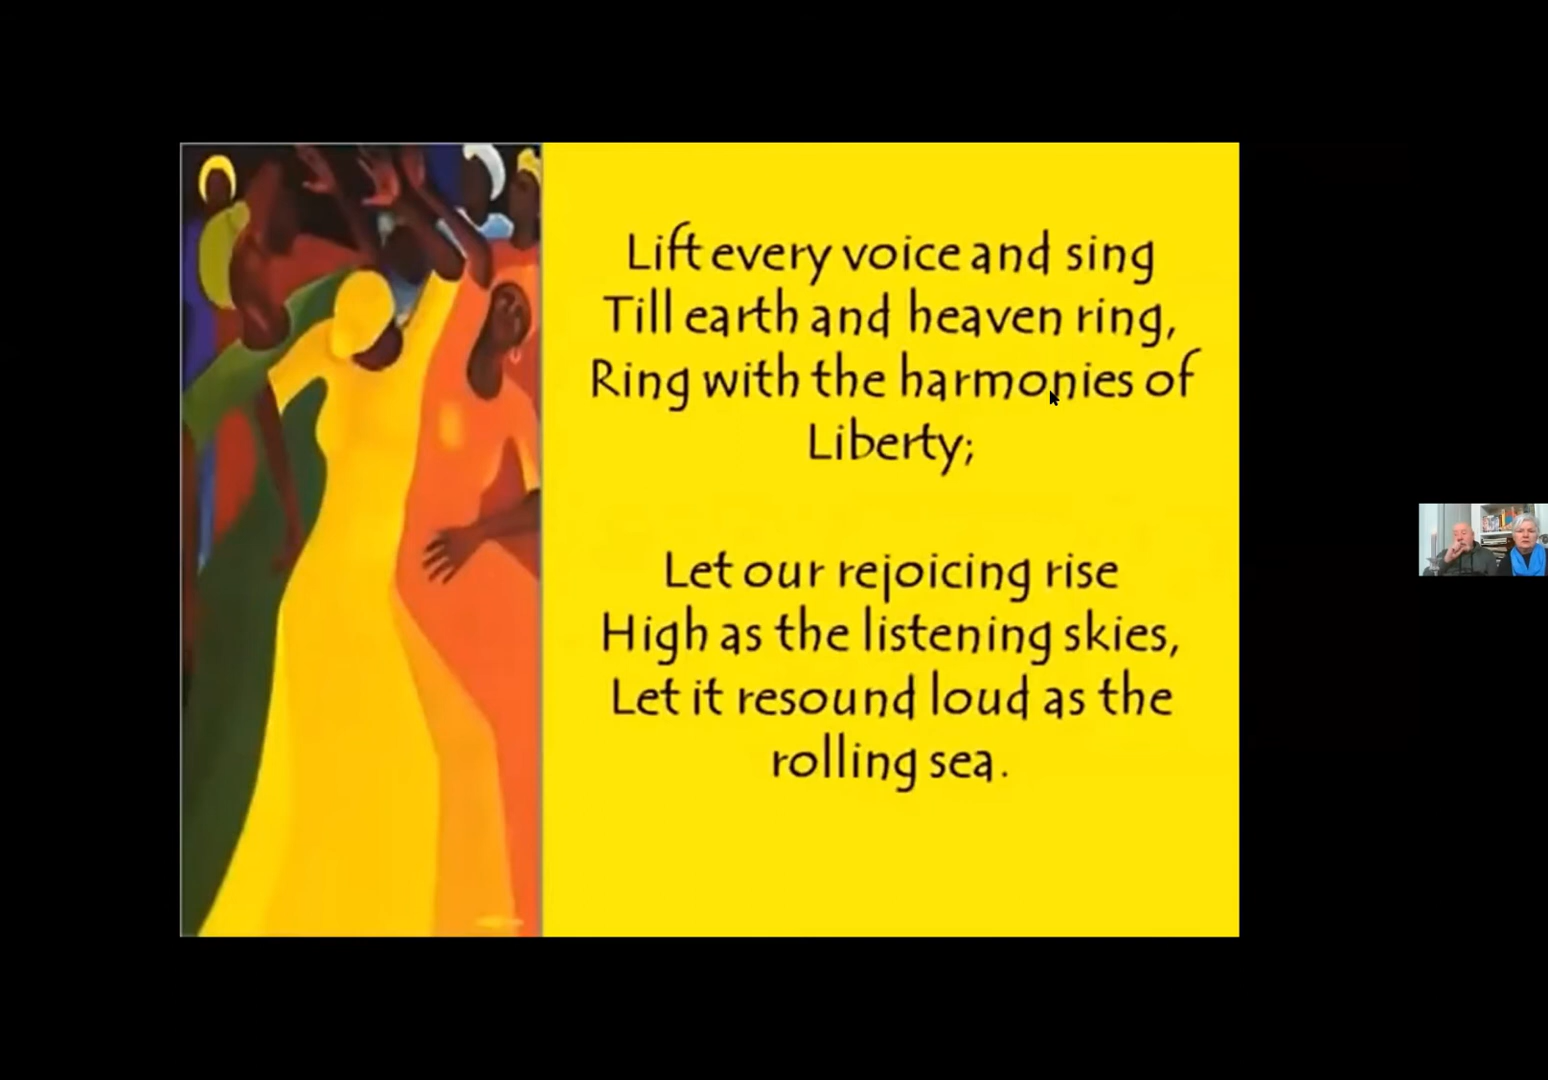 Lift every voice and sing
Till earth and heaven ring,
Ring with the harmonies of
Liberty;
Let our rejoicing rise
High as the listening skies,
Let it resound loud as the
rolling sea.